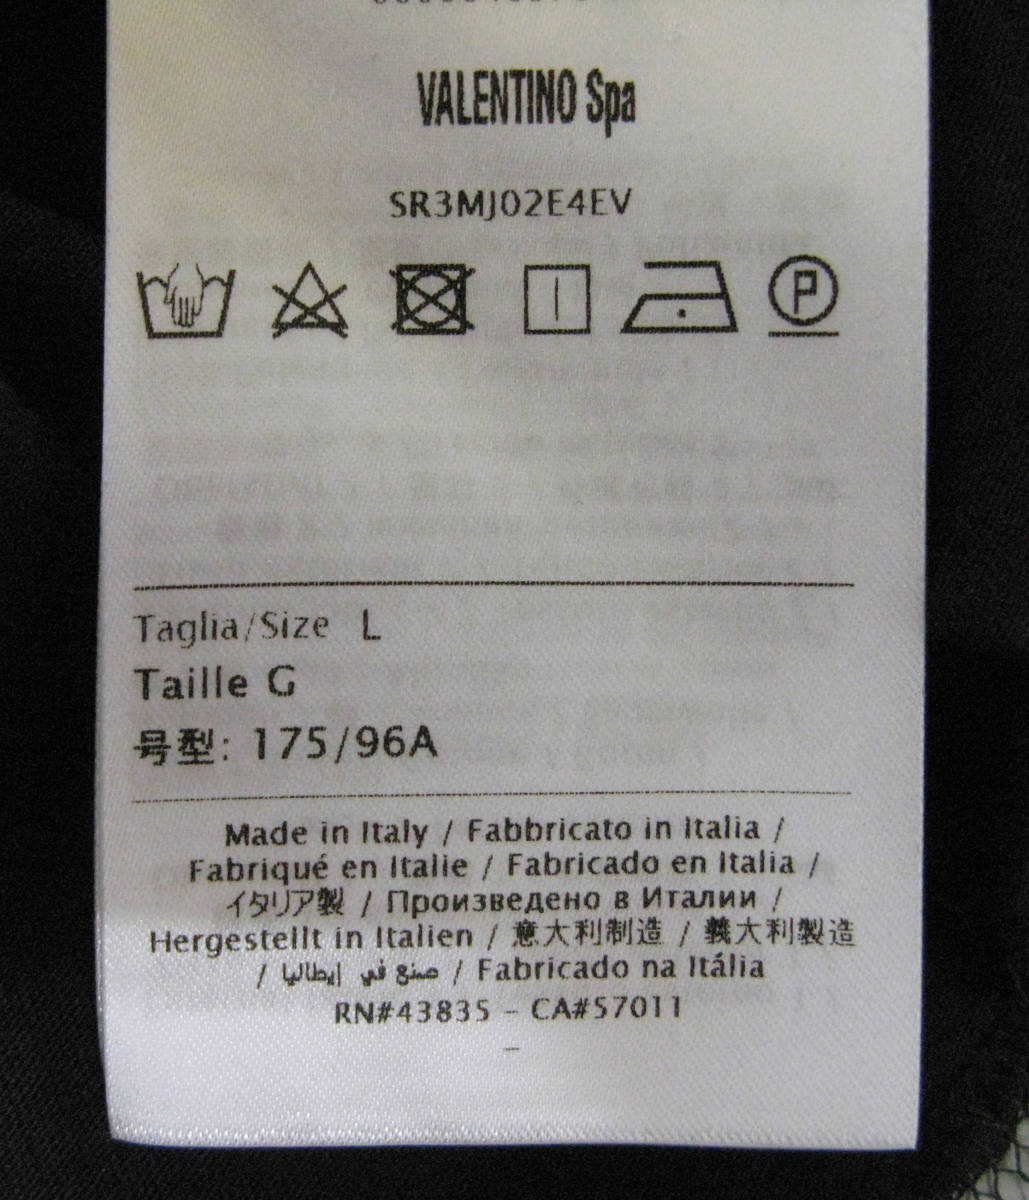 VALENTINO Spa
SR3MJ02E4EV
P
Taglia/Size L
Taille G
号型: 175/96A
Made in Italy / Fabbricato in Italia /
Fabriqué en Italie / Fabricado en Italia /
イタリア製 / Произведено в Италии /
Hergestellt in Italien / 意大利制造 / 義大利製造
/ صنع في إيطاليا / Fabricado na Itália
RN#43835 - CA#57011
-